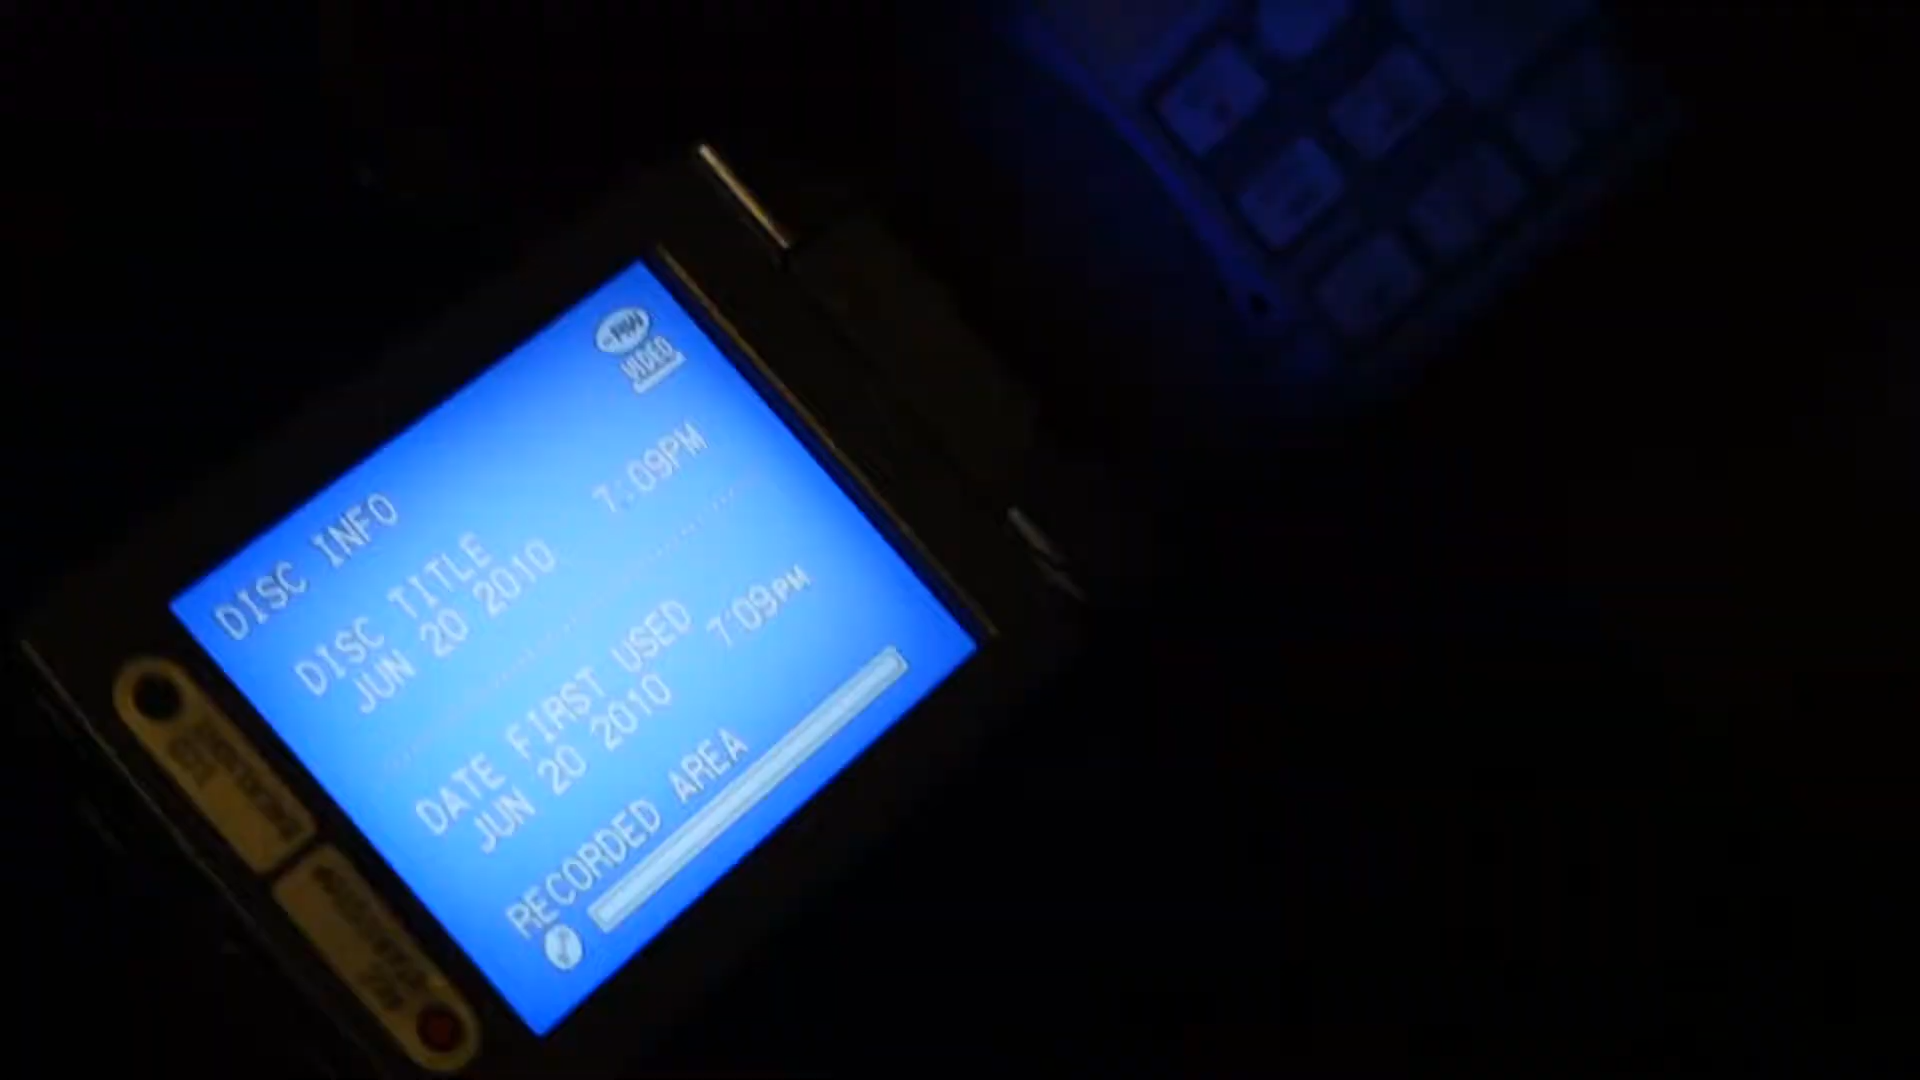 -RW
VIDEO
DISC INFO
DISC TITLE
JUN 20 2010 7:09PM
DATE FIRST USED
JUN 20 2010 7:09PM
RECORDED AREA